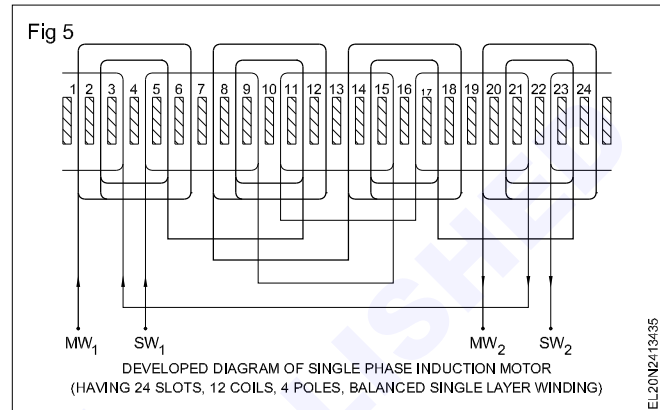 Fig 5
1 2 3 4 5 6 7 8 9 10 11 12 13 14 15 16 17 18 19 20 21 22 23 24
MW1 SW1 MW2 SW2
DEVELOPED DIAGRAM OF SINGLE PHASE INDUCTION MOTOR
(HAVING 24 SLOTS, 12 COILS, 4 POLES, BALANCED SINGLE LAYER WINDING)
EL20N2413435